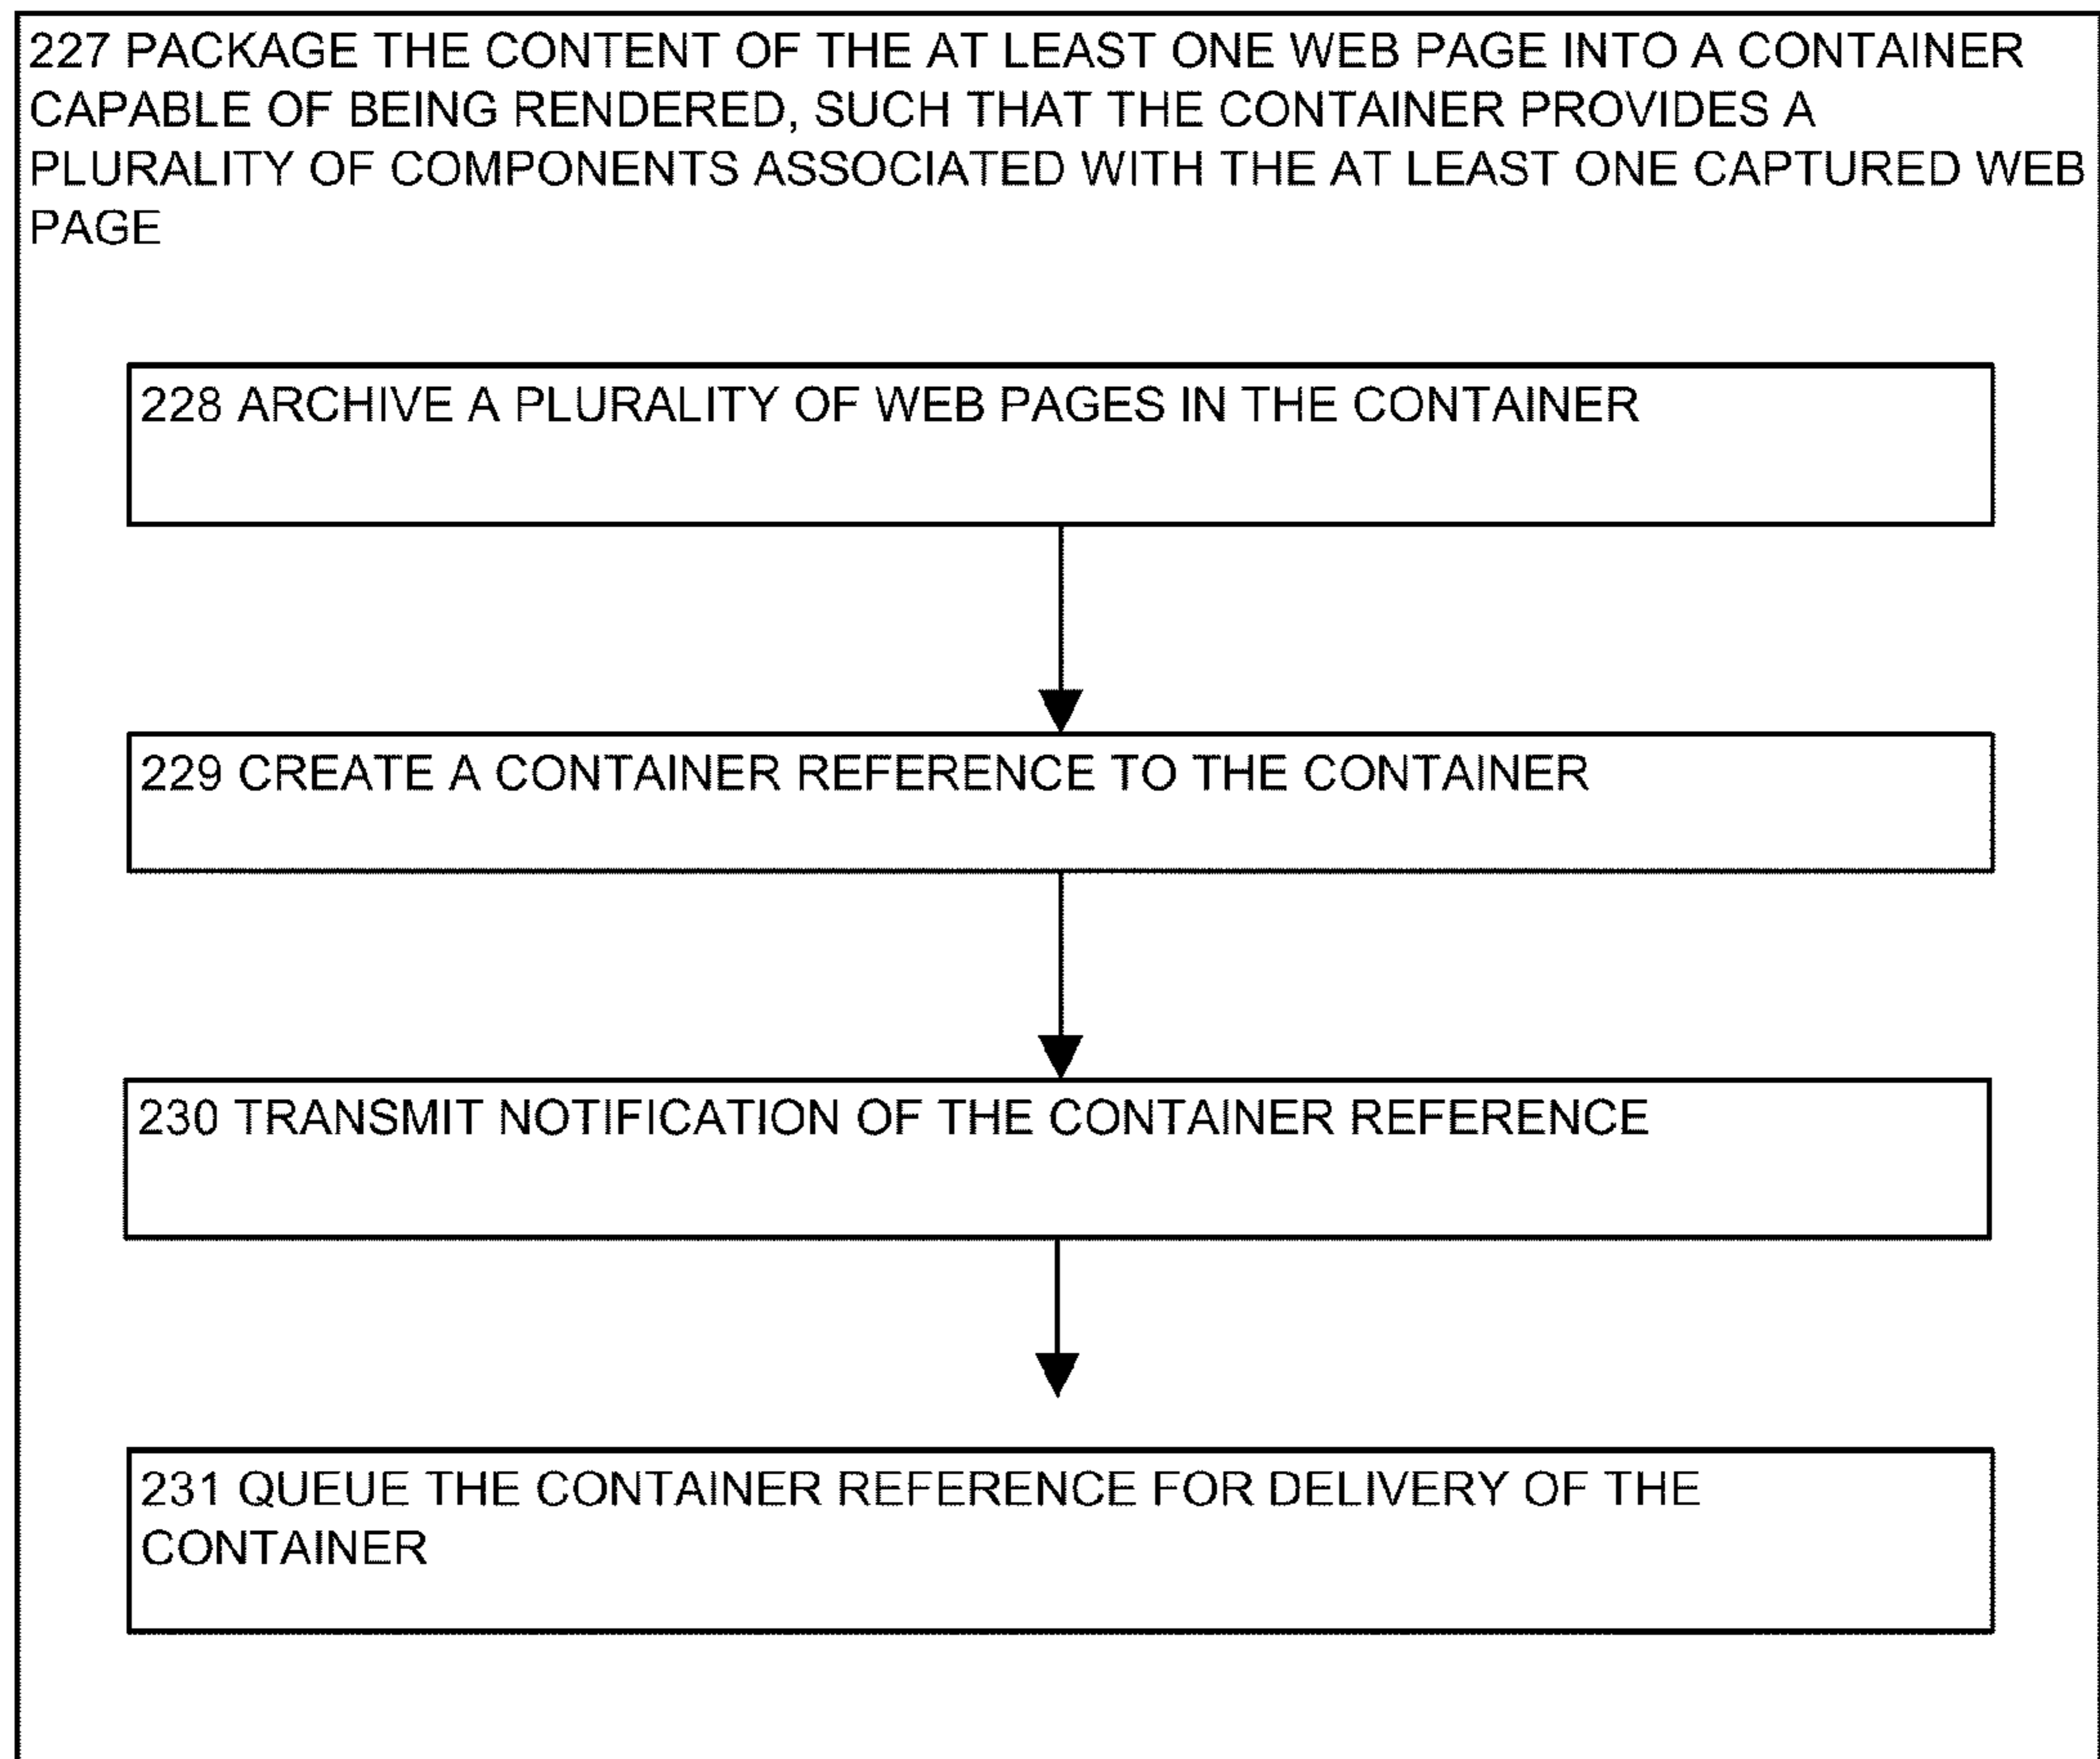 227 PACKAGE THE CONTENT OF THE AT LEAST ONE WEB PAGE INTO A CONTAINER
CAPABLE OF BEING RENDERED, SUCH THAT THE CONTAINER PROVIDES A
PLURALITY OF COMPONENTS ASSOCIATED WITH THE AT LEAST ONE CAPTURED WEB
PAGE
228 ARCHIVE A PLURALITY OF WEB PAGES IN THE CONTAINER
229 CREATE A CONTAINER REFERENCE TO THE CONTAINER
230 TRANSMIT NOTIFICATION OF THE CONTAINER REFERENCE
231 QUEUE THE CONTAINER REFERENCE FOR DELIVERY OF THE
CONTAINER